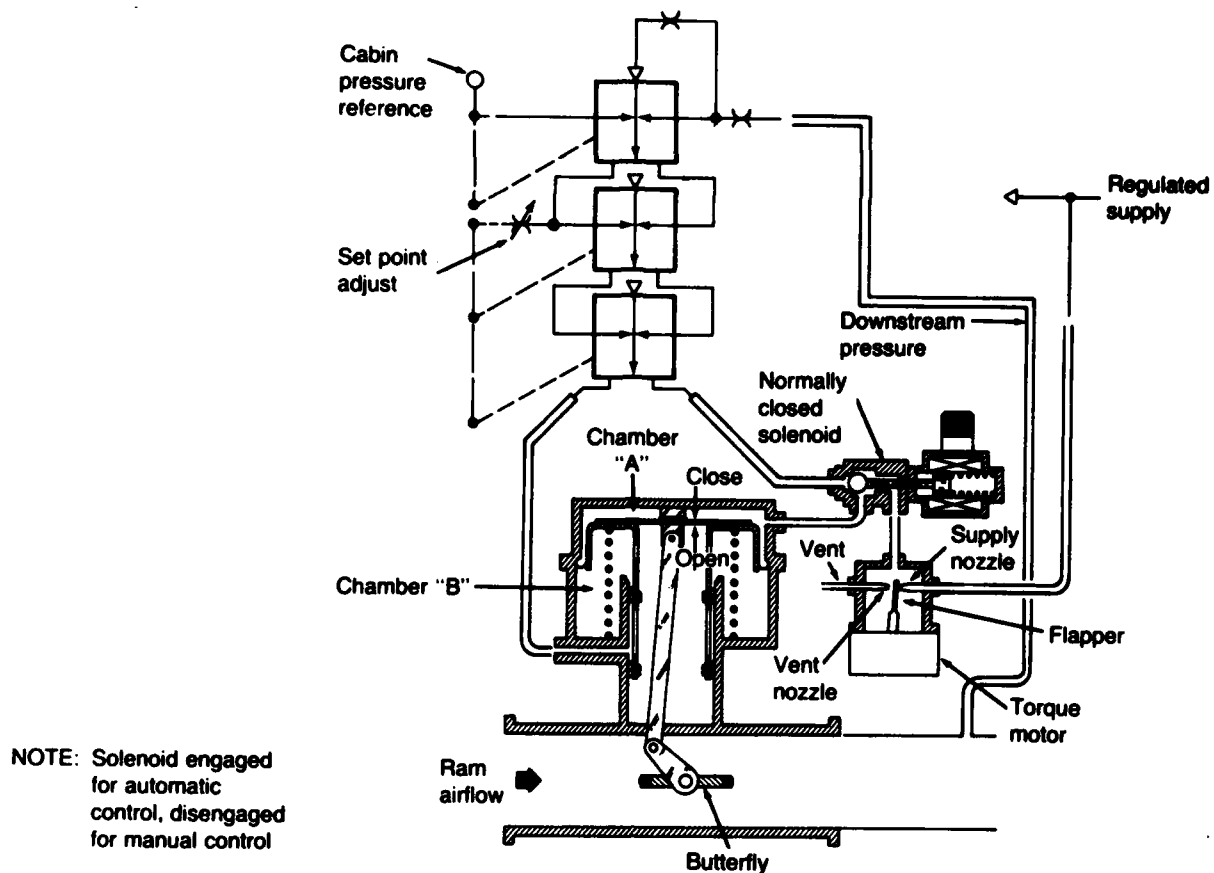 Cabin
pressure
reference
Regulated
supply
Set point
adjust
Downstream
pressure
Normally
closed
solenoid
Chamber
"A"
Close
Open
Chamber "B"
Vent
Supply
nozzle
Flapper
Vent
nozzle
Torque
motor
NOTE: Solenoid engaged
for automatic
control, disengaged
for manual control
Ram
airflow
Butterfly